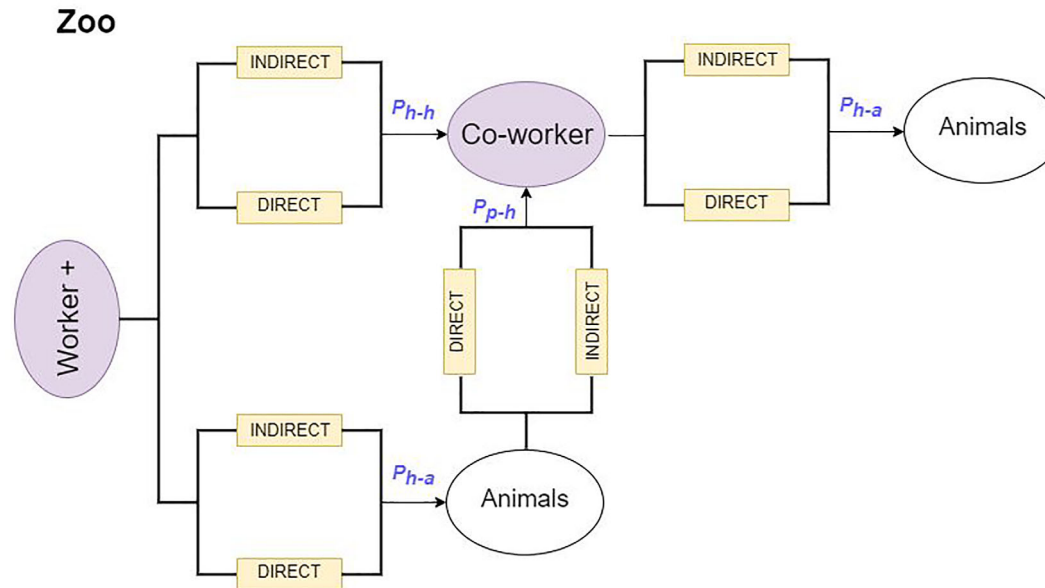 Zoo
INDIRECT
DIRECT
Ph-h
Co-worker
INDIRECT
DIRECT
Ph-a
Animals
Pp-h
DIRECT
INDIRECT
Worker +
INDIRECT
DIRECT
Ph-a
Animals